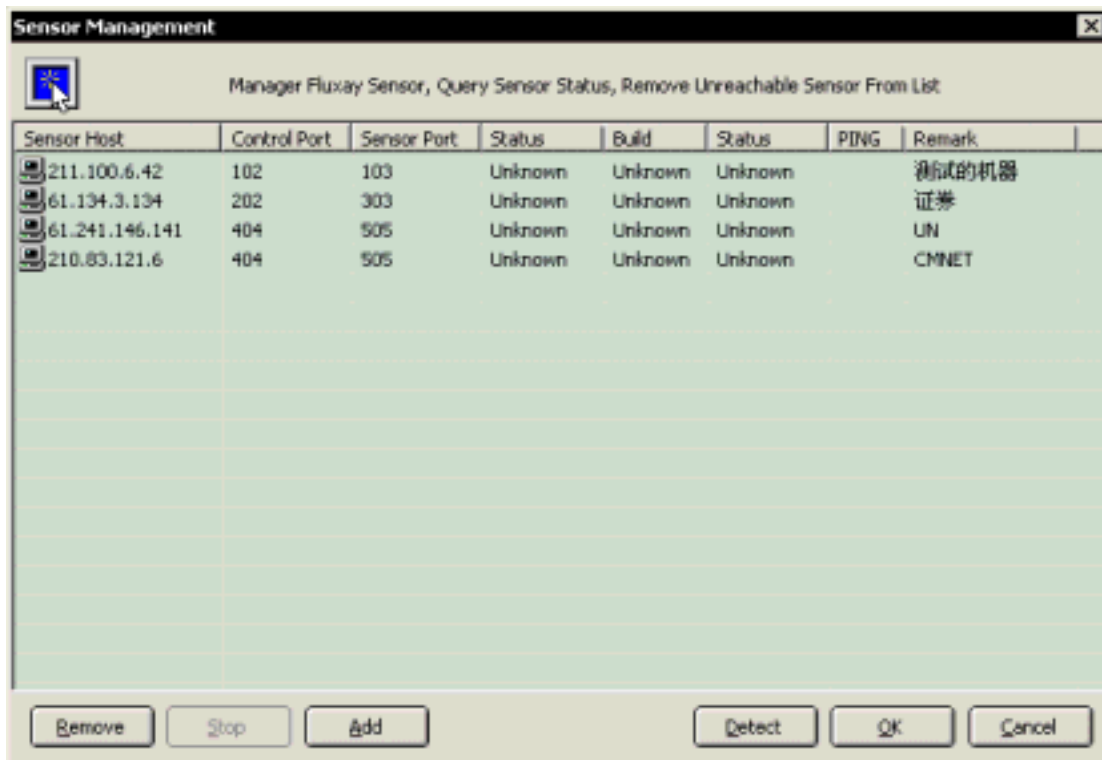 Sensor Management
Manager Fluxay Sensor, Query Sensor Status, Remove Unreachable Sensor From List
Sensor Host Control Port Sensor Port Status Build Status PING Remark
211.100.6.42 102 103 Unknown Unknown Unknown 测试的机器
61.134.3.134 202 303 Unknown Unknown Unknown 证券
61.241.146.141 404 505 Unknown Unknown Unknown UN
210.83.121.6 404 505 Unknown Unknown Unknown CMNET
Remove Stop Add Detect OK Cancel